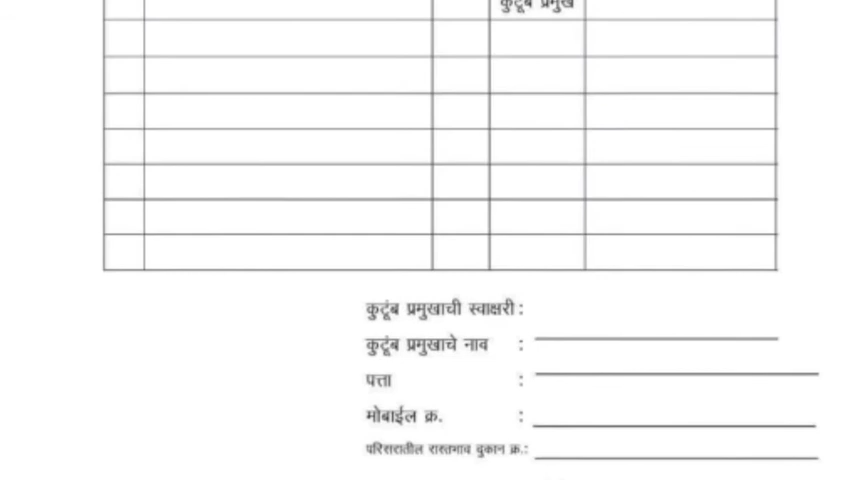 कुटूंब प्रमुख
कुटूंब प्रमुखाची स्वाक्षरी :
कुटूंब प्रमुखाचे नाव :
पत्ता :
मोबाईल क्र. :
परिसरातील रास्तभाव दुकान क्र.: